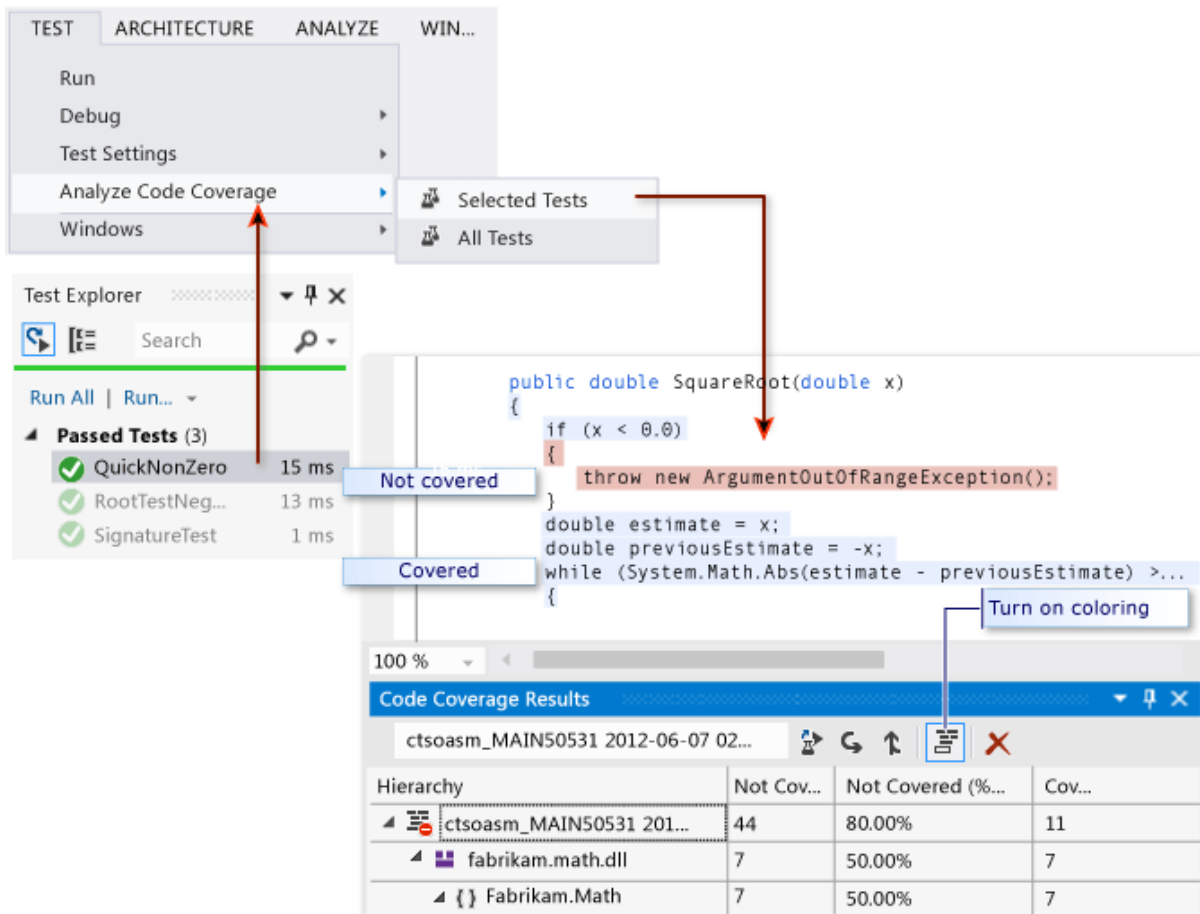 TEST ARCHITECTURE ANALYZE WIN...
Run
Debug
Test Settings
Analyze Code Coverage
Windows
Selected Tests
All Tests
Test Explorer
Search
Run All | Run...
Passed Tests (3)
QuickNonZero 15 ms
RootTestNeg... 13 ms
SignatureTest 1 ms
Not covered
Covered
public double SquareRoot(double x)
{
if (x < 0.0)
{
throw new ArgumentOutOfRangeException();
}
double estimate = x;
double previousEstimate = -x;
while (System.Math.Abs(estimate - previousEstimate) >...
{
Turn on coloring
100 %
Code Coverage Results
ctsoasm_MAIN50531 2012-06-07 02...
Hierarchy Not Cov... Not Covered (%... Cov...
ctsoasm_MAIN50531 201... 44 80.00% 11
fabrikam.math.dll 7 50.00% 7
{ } Fabrikam.Math 7 50.00% 7